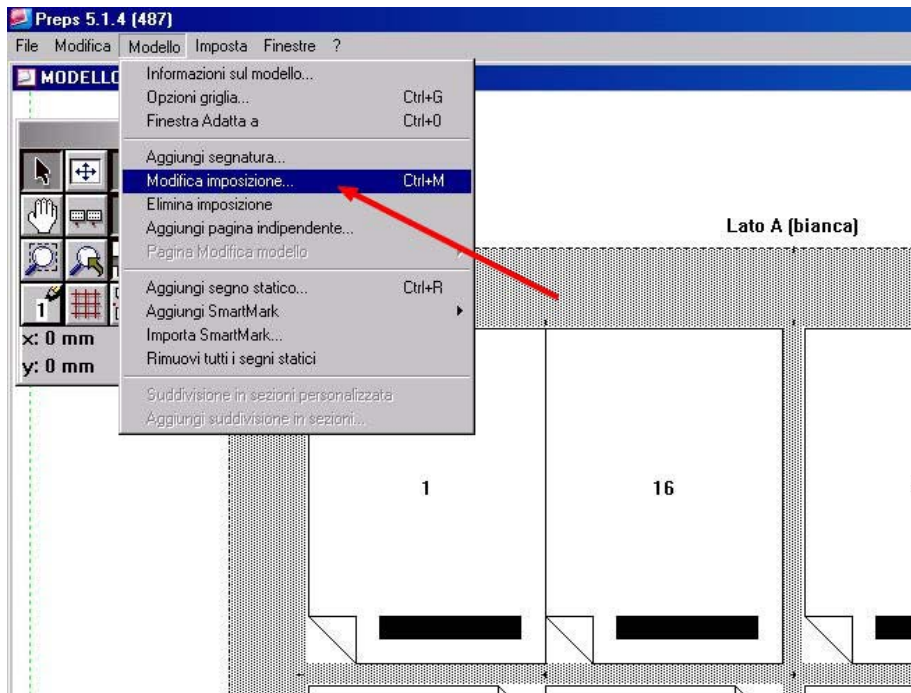 Preps 5.1.4 (487)
File Modifica Modello Imposta Finestre ?
MODELLO
Informazioni sul modello...
Opzioni griglia... Ctrl+G
Finestra Adatta a Ctrl+0
Aggiungi segnatura...
Modifica imposizione... Ctrl+M
Elimina imposizione
Aggiungi pagina indipendente...
Pagina Modifica modello
Aggiungi segno statico... Ctrl+R
Aggiungi SmartMark
Importa SmartMark...
Rimuovi tutti i segni statici
Suddivisione in sezioni personalizzata
Aggiungi suddivisione in sezioni...
1
x: 0 mm
y: 0 mm
Lato A (bianca)
1 16